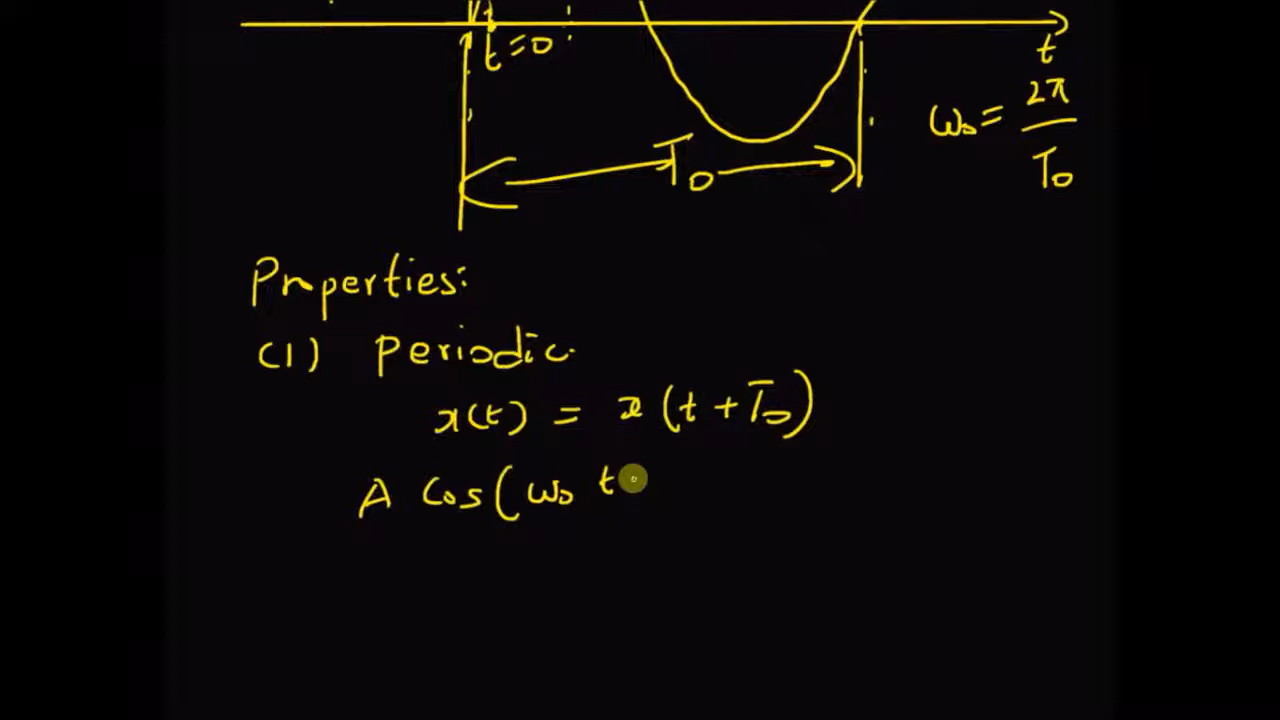 t=0
t
ω₀ = 2π/T₀
T₀
Properties:
(1) Periodic.
x(t) = x(t + T₀)
A Cos(ω₀ t